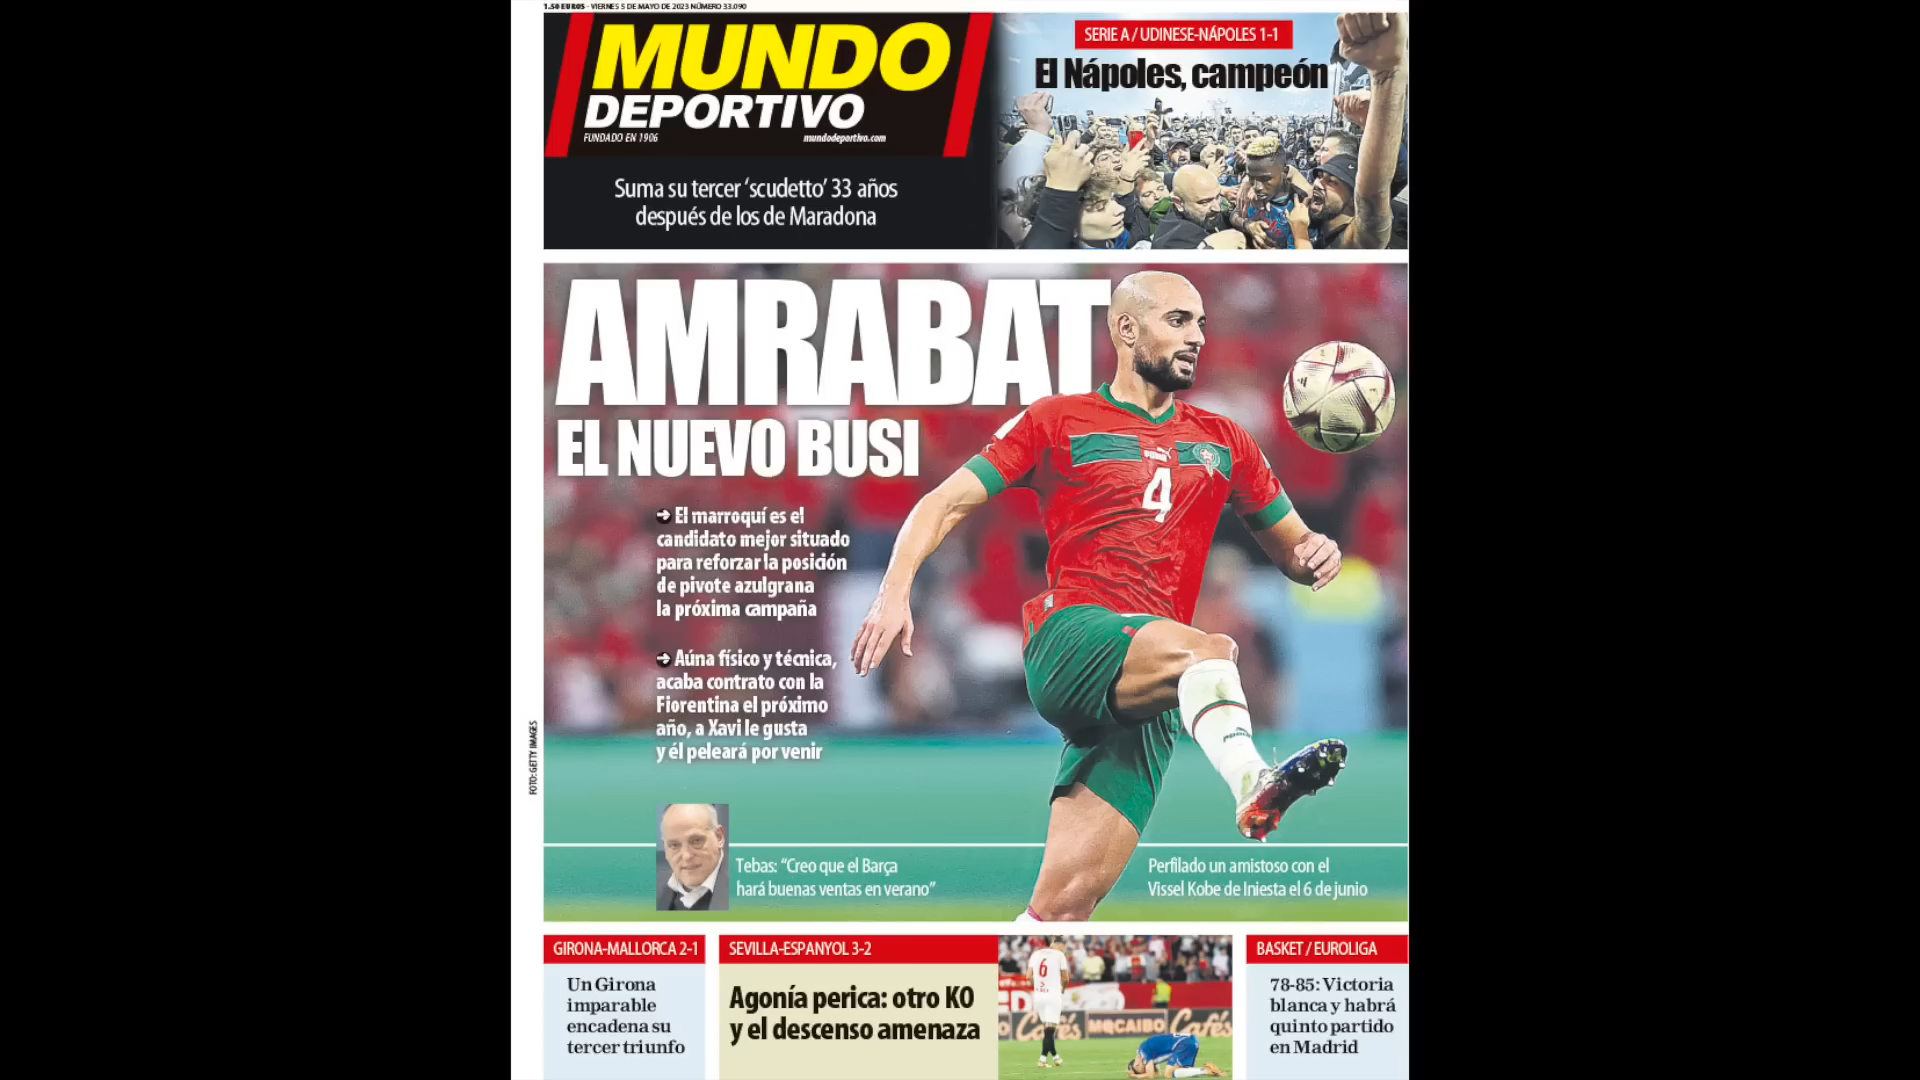 1.50 EUROS - VIERNES 5 DE MAYO DE 2023 NÚMERO 33.090
MUNDO
DEPORTIVO
FUNDADO EN 1906
mundodeportivo.com
Suma su tercer ‘scudetto’ 33 años
después de los de Maradona
SERIE A / UDINESE-NÁPOLES 1-1
El Nápoles, campeón
AMRABAT
EL NUEVO BUSI
El marroquí es el
candidato mejor situado
para reforzar la posición
de pivote azulgrana
la próxima campaña
Aúna físico y técnica,
acaba contrato con la
Fiorentina el próximo
año, a Xavi le gusta
y él peleará por venir
4
FOTO: GETTY IMAGES
Tebas: “Creo que el Barça
hará buenas ventas en verano”
Perfilado un amistoso con el
Vissel Kobe de Iniesta el 6 de junio
GIRONA-MALLORCA 2-1
Un Girona
imparable
encadena su
tercer triunfo
SEVILLA-ESPANYOL 3-2
Agonía perica: otro KO
y el descenso amenaza
6
Cafés MOCAIBO Cafés
BASKET / EUROLIGA
78-85: Victoria
blanca y habrá
quinto partido
en Madrid